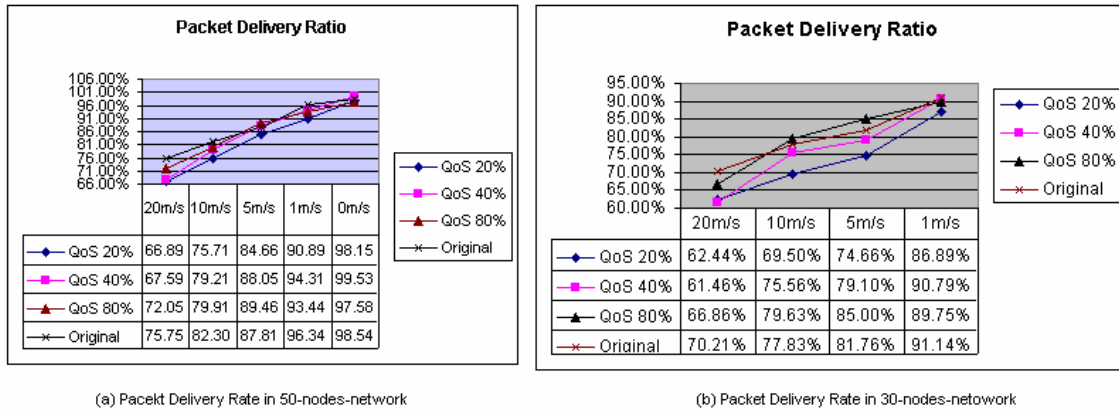 Packet Delivery Ratio
106.00%
101.00%
96.00%
91.00%
86.00%
81.00%
76.00%
71.00%
66.00%
20m/s 10m/s 5m/s 1m/s 0m/s
QoS 20% 66.89 75.71 84.66 90.89 98.15
QoS 40% 67.59 79.21 88.05 94.31 99.53
QoS 80% 72.05 79.91 89.46 93.44 97.58
Original 75.75 82.30 87.81 96.34 98.54
QoS 20%
QoS 40%
QoS 80%
Original
(a) Pacekt Delivery Rate in 50-nodes-network
Packet Delivery Ratio
95.00%
90.00%
85.00%
80.00%
75.00%
70.00%
65.00%
60.00%
20m/s 10m/s 5m/s 1m/s
QoS 20% 62.44% 69.50% 74.66% 86.89%
QoS 40% 61.46% 75.56% 79.10% 90.79%
QoS 80% 66.86% 79.63% 85.00% 89.75%
Original 70.21% 77.83% 81.76% 91.14%
QoS 20%
QoS 40%
QoS 80%
Original
(b) Packet Delivery Rate in 30-nodes-netowork